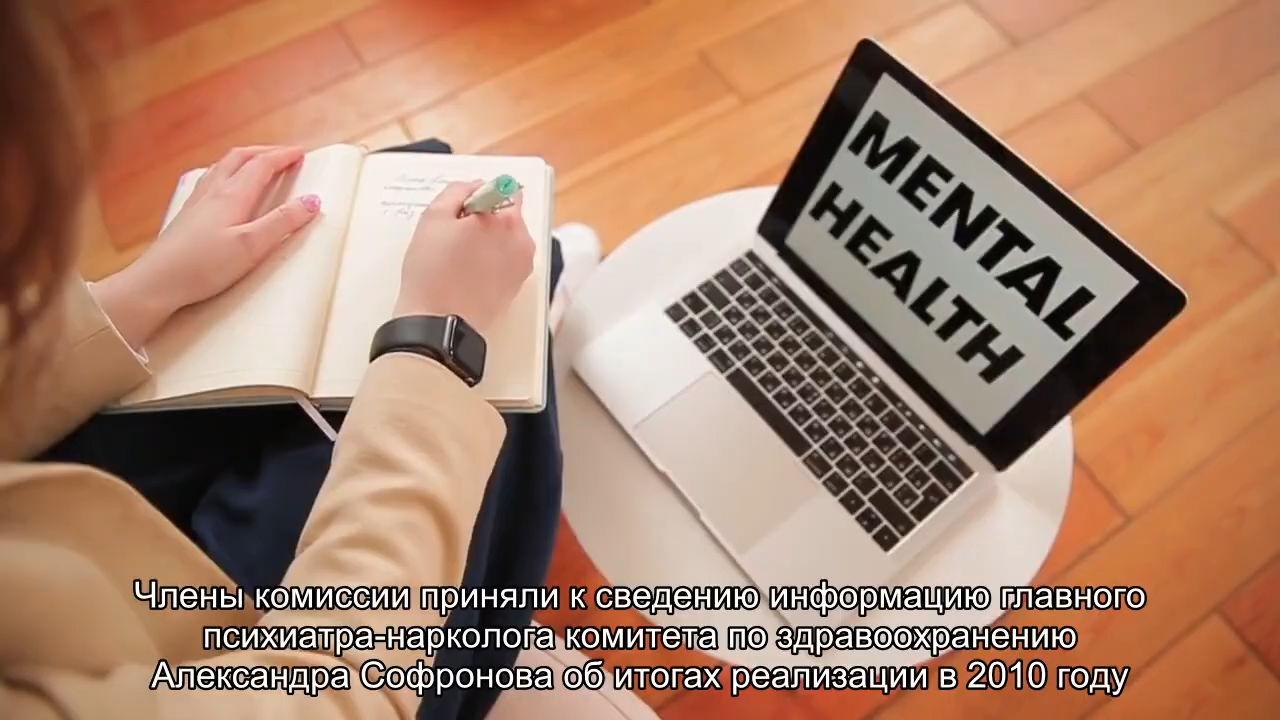 MENTAL
HEALTH
Члены комиссии приняли к сведению информацию главного
психиатра-нарколога комитета по здравоохранению
Александра Софронова об итогах реализации в 2010 году